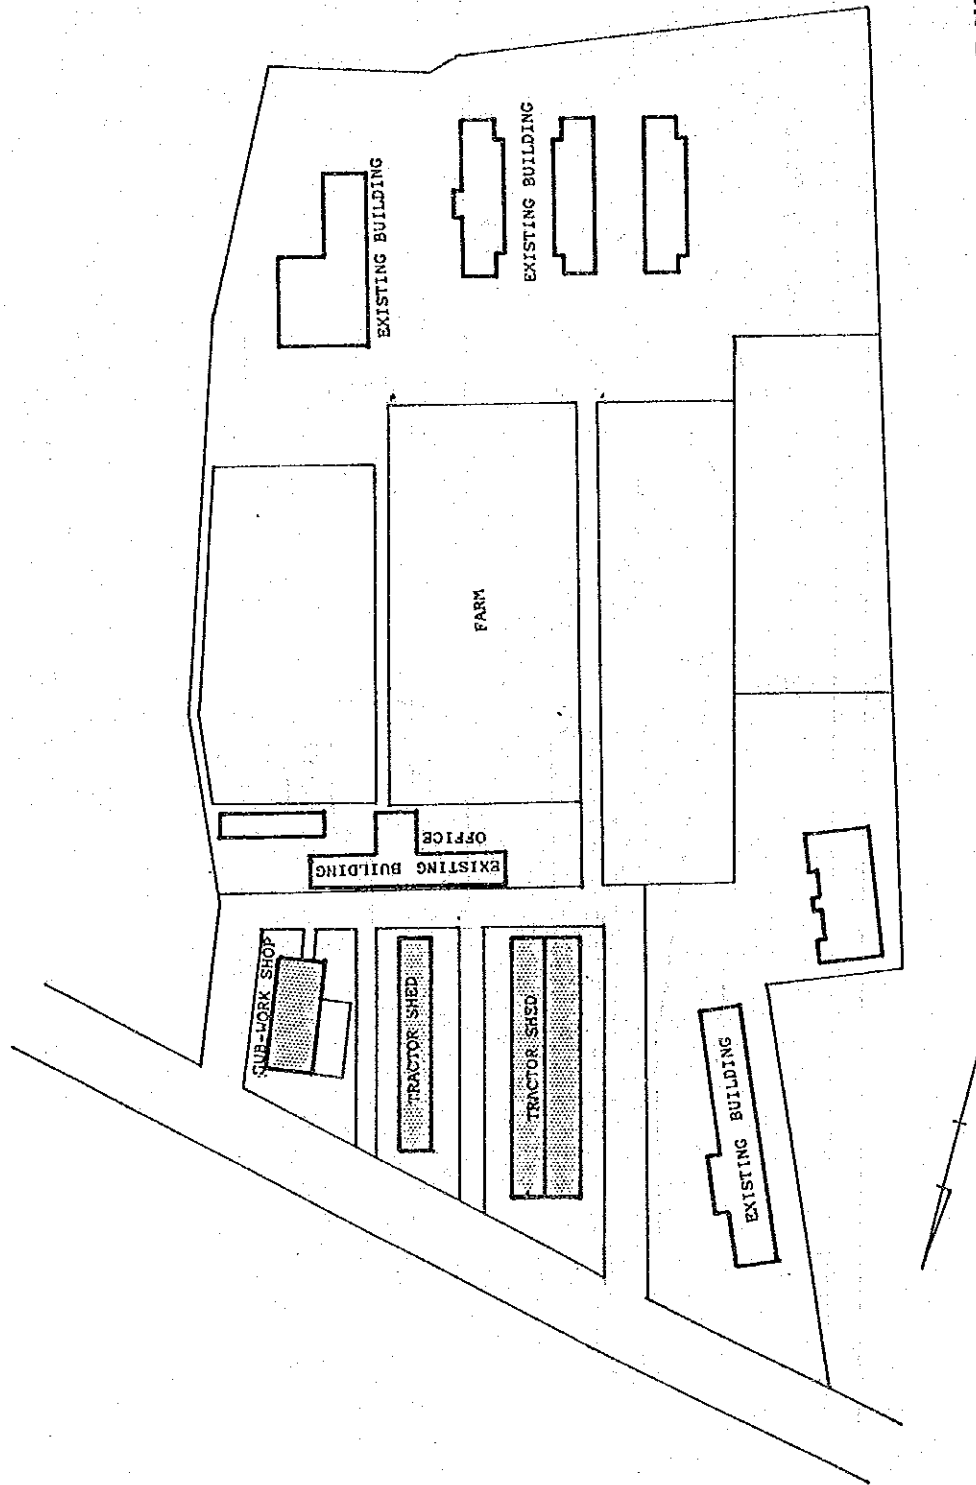 EXISTING BUILDING
EXISTING BUILDING
FARM
OFFICE
EXISTING BUILDING
SUB-WORK SHOP
TRACTOR SHED
TRACTOR SHED
EXISTING BUILDING